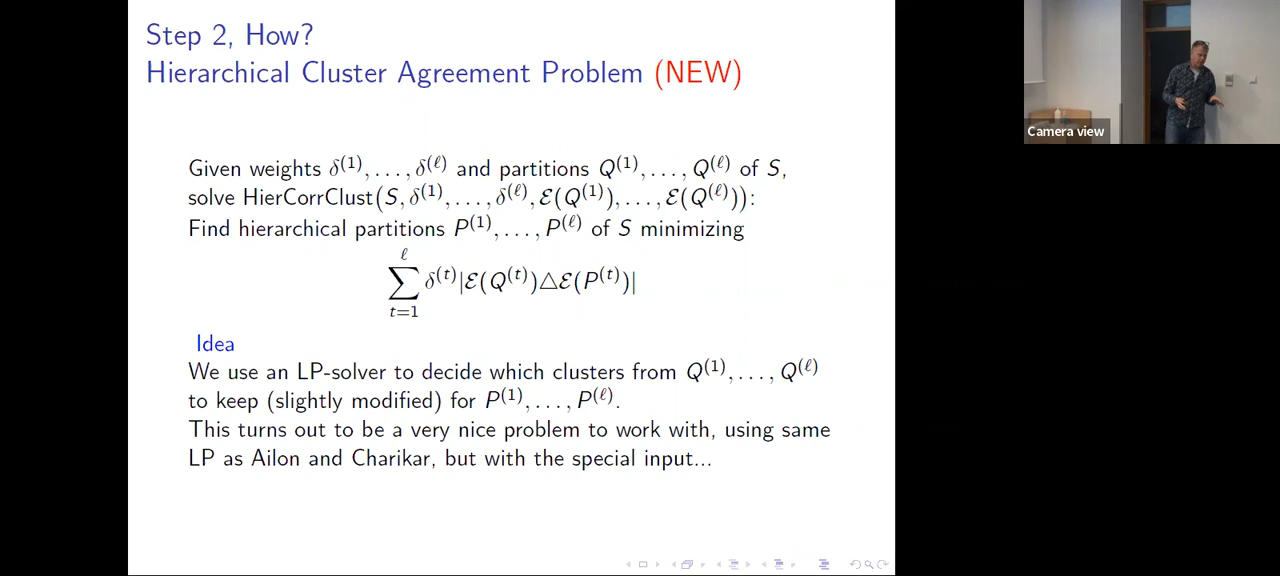 Step 2, How?
Hierarchical Cluster Agreement Problem (NEW)
Camera view
Given weights δ^(1), . . . , δ^(ℓ) and partitions Q^(1), . . . , Q^(ℓ) of S,
solve HierCorrClust(S, δ^(1), . . . , δ^(ℓ), ℰ(Q^(1)), . . . , ℰ(Q^(ℓ))):
Find hierarchical partitions P^(1), . . . , P^(ℓ) of S minimizing
ℓ
∑ δ^(t)|ℰ(Q^(t))△ℰ(P^(t))|
t=1
Idea
We use an LP-solver to decide which clusters from Q^(1), . . . , Q^(ℓ)
to keep (slightly modified) for P^(1), . . . , P^(ℓ).
This turns out to be a very nice problem to work with, using same
LP as Ailon and Charikar, but with the special input...